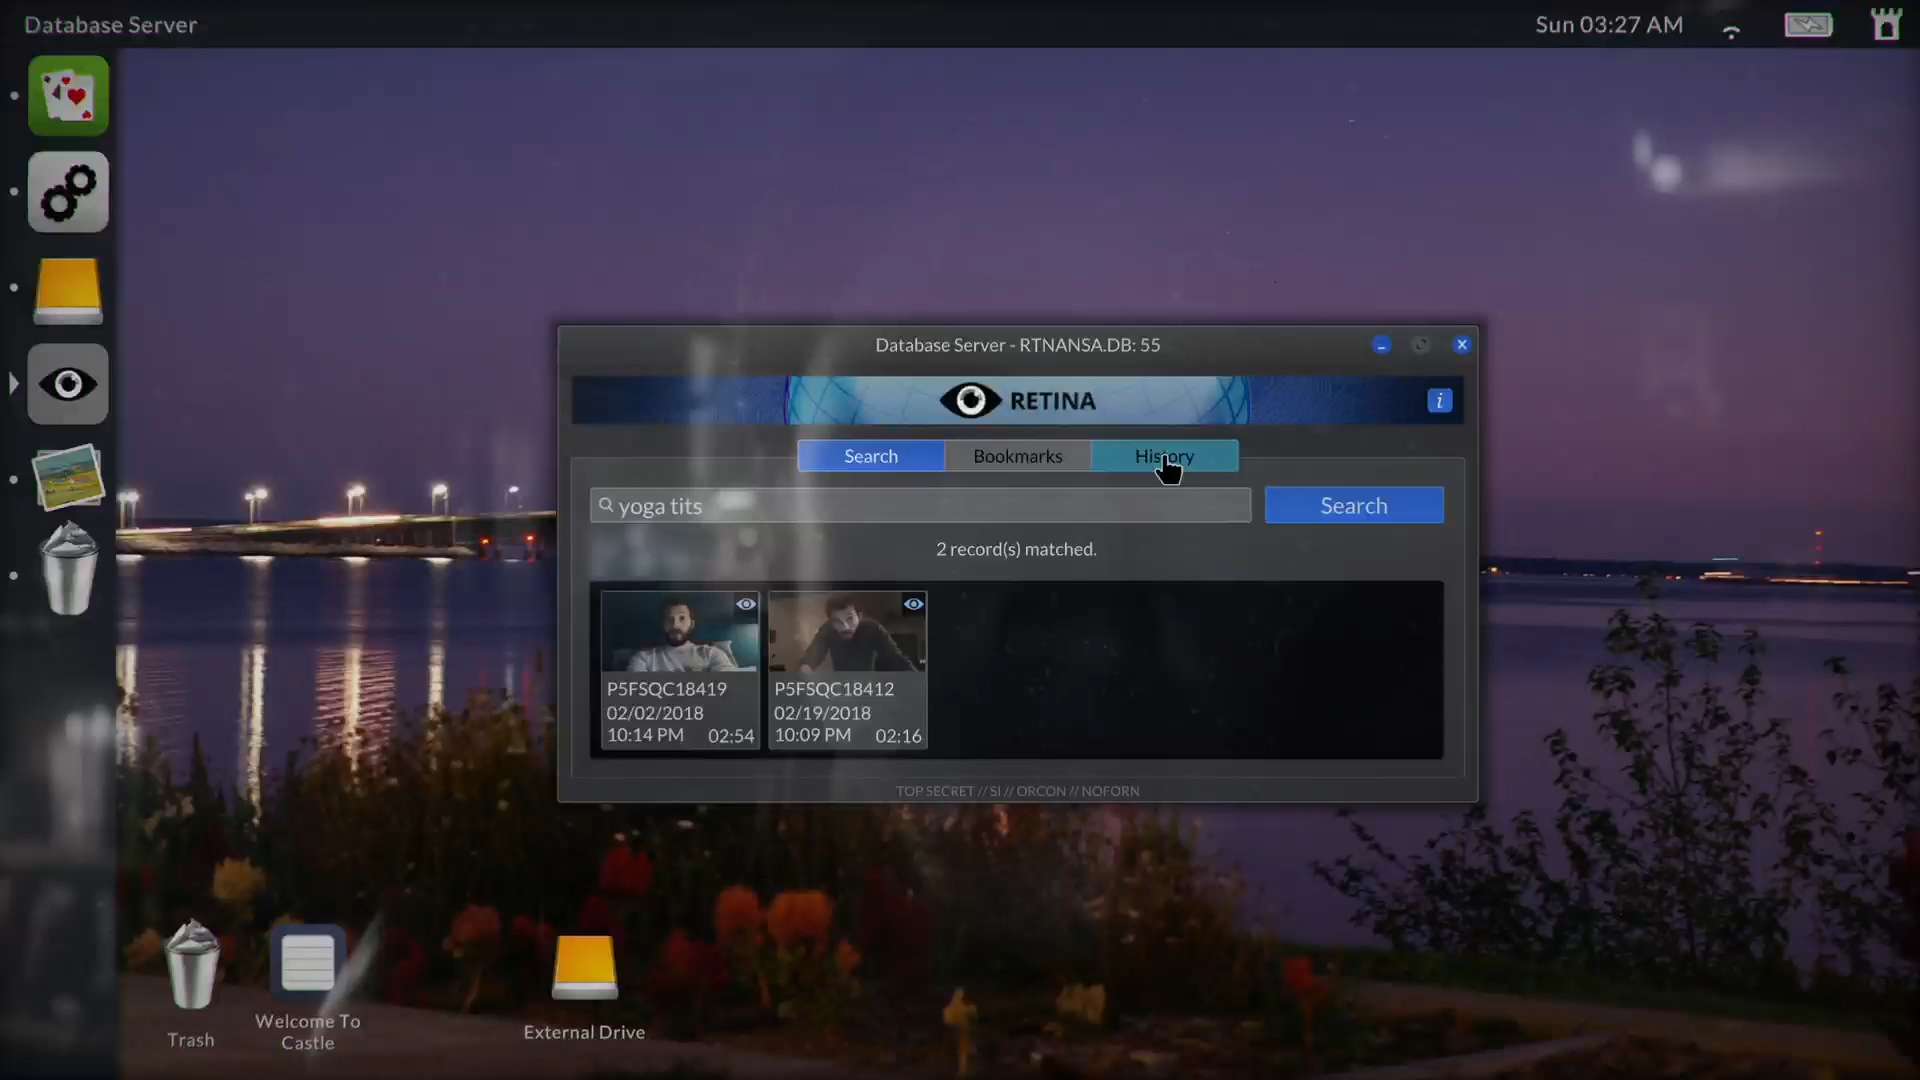 Database Server
Sun 03:27 AM
Database Server - RTNANSA.DB: 55
RETINA
i
Search
Bookmarks
History
yoga tits
Search
2 record(s) matched.
P5FSQC18419
02/02/2018
10:14 PM 02:54
P5FSQC18412
02/19/2018
10:09 PM 02:16
TOP SECRET // SI // ORCON // NOFORN
Trash
Welcome To
Castle
External Drive